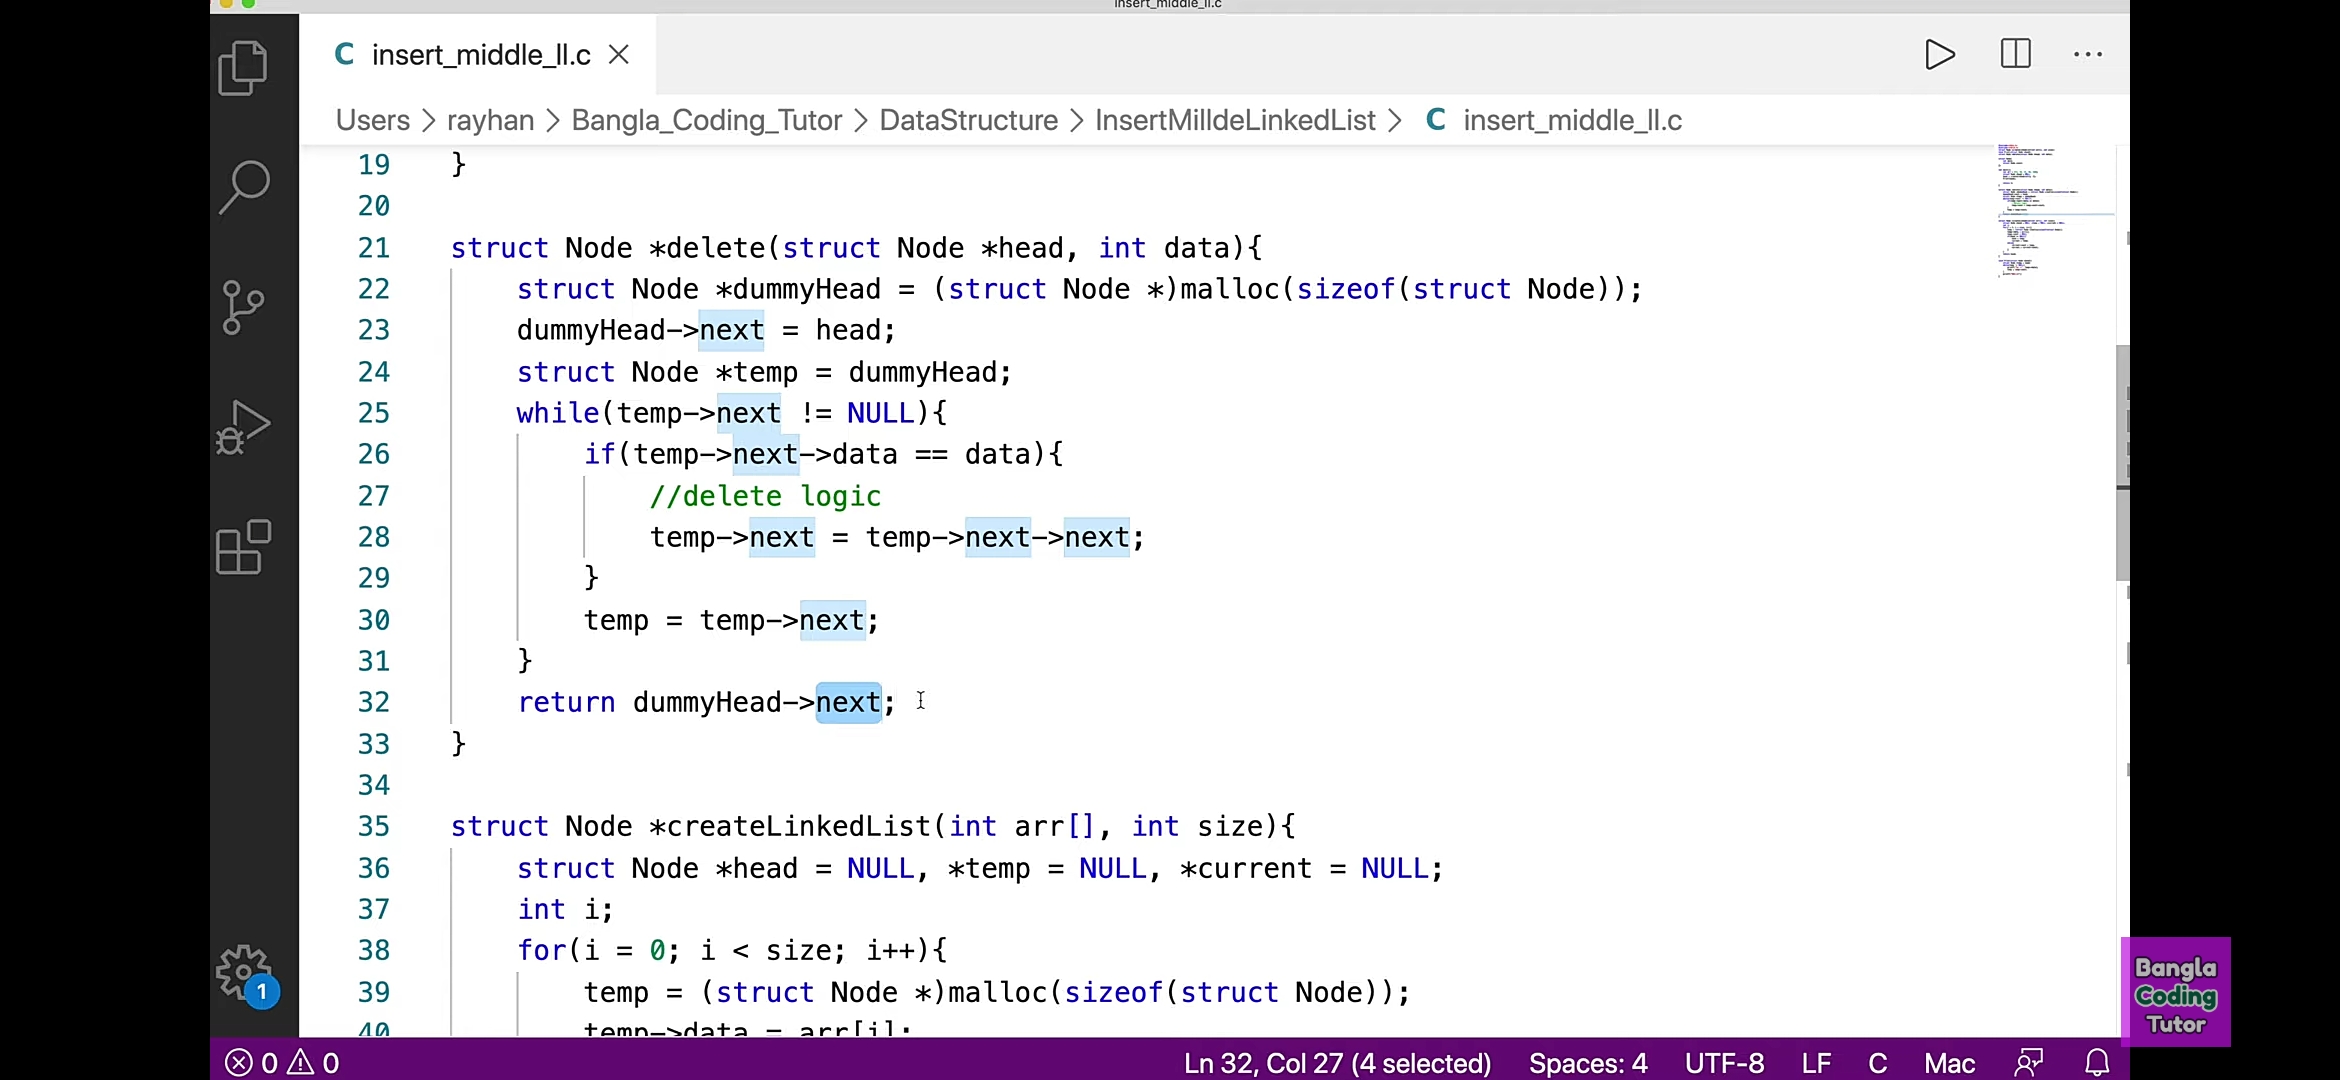 insert_middle_ll.c
C insert_middle_ll.c
Users > rayhan > Bangla_Coding_Tutor > DataStructure > InsertMilldeLinkedList > C insert_middle_ll.c
19 }
20
21 struct Node *delete(struct Node *head, int data){
22 struct Node *dummyHead = (struct Node *)malloc(sizeof(struct Node));
23 dummyHead->next = head;
24 struct Node *temp = dummyHead;
25 while(temp->next != NULL){
26 if(temp->next->data == data){
27 //delete logic
28 temp->next = temp->next->next;
29 }
30 temp = temp->next;
31 }
32 return dummyHead->next;
33 }
34
35 struct Node *createLinkedList(int arr[], int size){
36 struct Node *head = NULL, *temp = NULL, *current = NULL;
37 int i;
38 for(i = 0; i < size; i++){
39 temp = (struct Node *)malloc(sizeof(struct Node));
40 temp->data = arr[i];
1
Bangla
Coding
Tutor
0 0 Ln 32, Col 27 (4 selected) Spaces: 4 UTF-8 LF C Mac